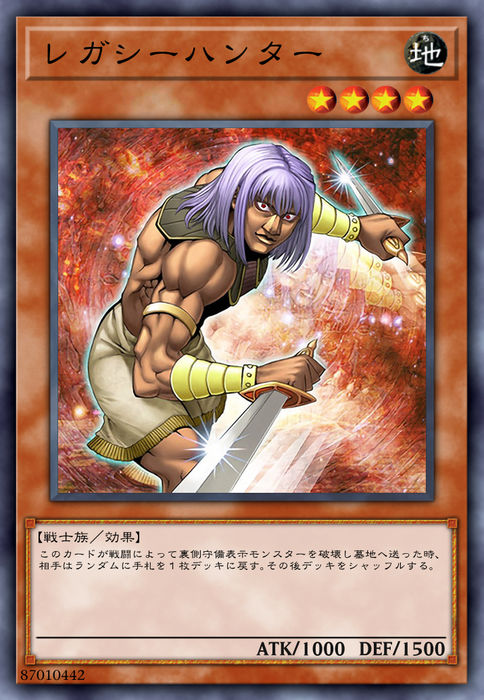 レガシーハンター
ち
地
【戦士族／効果】
このカードが戦闘によって裏側守備表示モンスターを破壊し墓地へ送った時、
相手はランダムに手札を１枚デッキに戻す。その後デッキをシャッフルする。
ATK/1000 DEF/1500
87010442